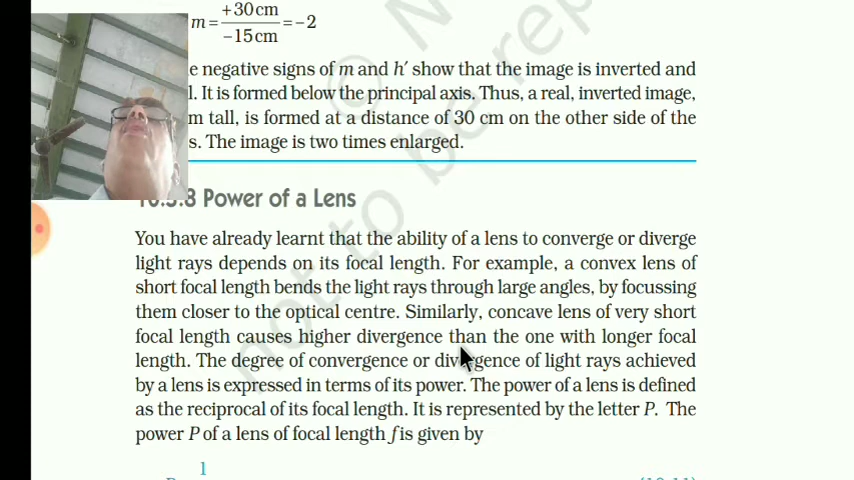 m = +30 cm / −15 cm = −2
e negative signs of m and h′ show that the image is inverted and
l. It is formed below the principal axis. Thus, a real, inverted image,
m tall, is formed at a distance of 30 cm on the other side of the
s. The image is two times enlarged.
10.3.8 Power of a Lens
You have already learnt that the ability of a lens to converge or diverge
light rays depends on its focal length. For example, a convex lens of
short focal length bends the light rays through large angles, by focussing
them closer to the optical centre. Similarly, concave lens of very short
focal length causes higher divergence than the one with longer focal
length. The degree of convergence or divergence of light rays achieved
by a lens is expressed in terms of its power. The power of a lens is defined
as the reciprocal of its focal length. It is represented by the letter P. The
power P of a lens of focal length f is given by
1
© N
not to be rep